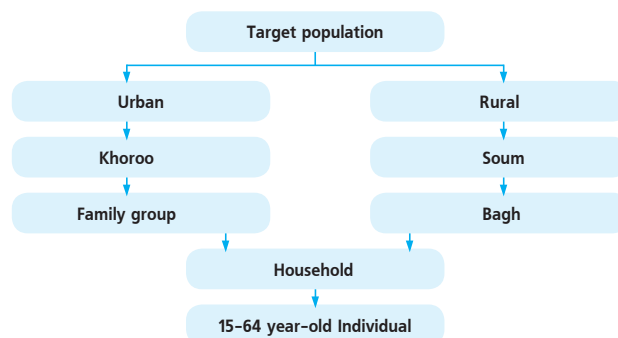 Target population
Urban
Rural
Khoroo
Soum
Family group
Bagh
Household
15-64 year-old Individual